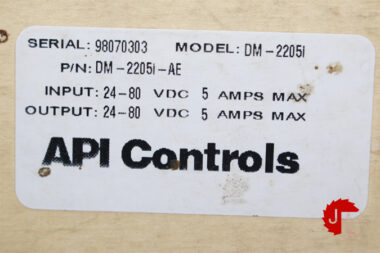 SERIAL: 98070303 MODEL: DM-2205I
P/N: DM-2205I-AE
INPUT: 24-80 VDC 5 AMPS MAX
OUTPUT: 24-80 VDC 5 AMPS MAX
API Controls
J